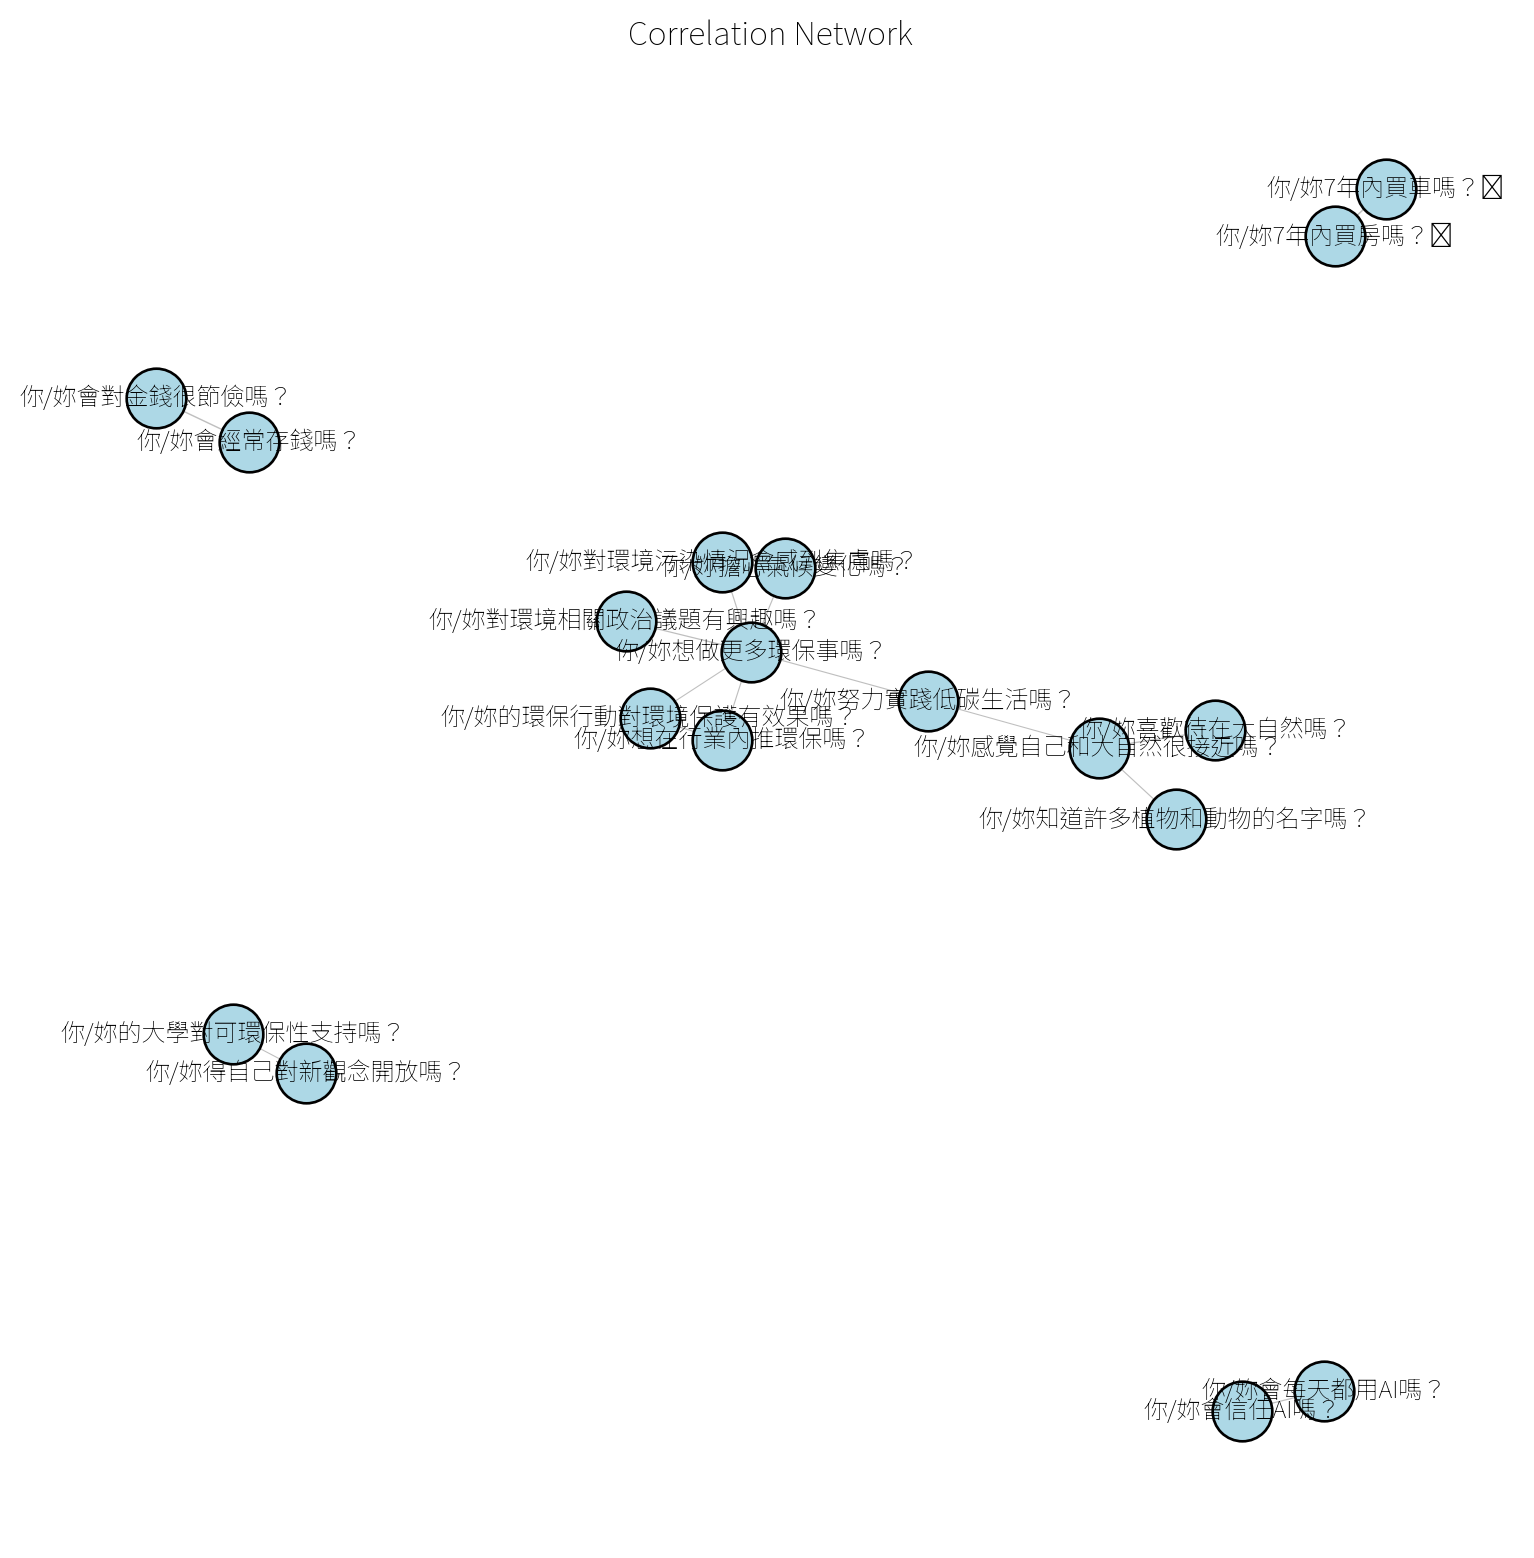 Correlation Network
你/妳7年內買車嗎？
你/妳7年內買房嗎？
你/妳會對金錢很節儉嗎？
你/妳會經常存錢嗎？
你/妳對環境污染情況會感到焦慮嗎？
你/妳擔心氣候變化嗎？
你/妳對環境相關政治議題有興趣嗎？
你/妳想做更多環保事嗎？
你/妳努力實踐低碳生活嗎？
你/妳的環保行動對環境保護有效果嗎？
你/妳喜歡待在大自然嗎？
你/妳想在行業內推環保嗎？
你/妳感覺自己和大自然很接近嗎？
你/妳知道許多植物和動物的名字嗎？
你/妳的大學對可環保性支持嗎？
你/妳得自己對新觀念開放嗎？
你/妳會每天都用AI嗎？
你/妳會信任AI嗎？